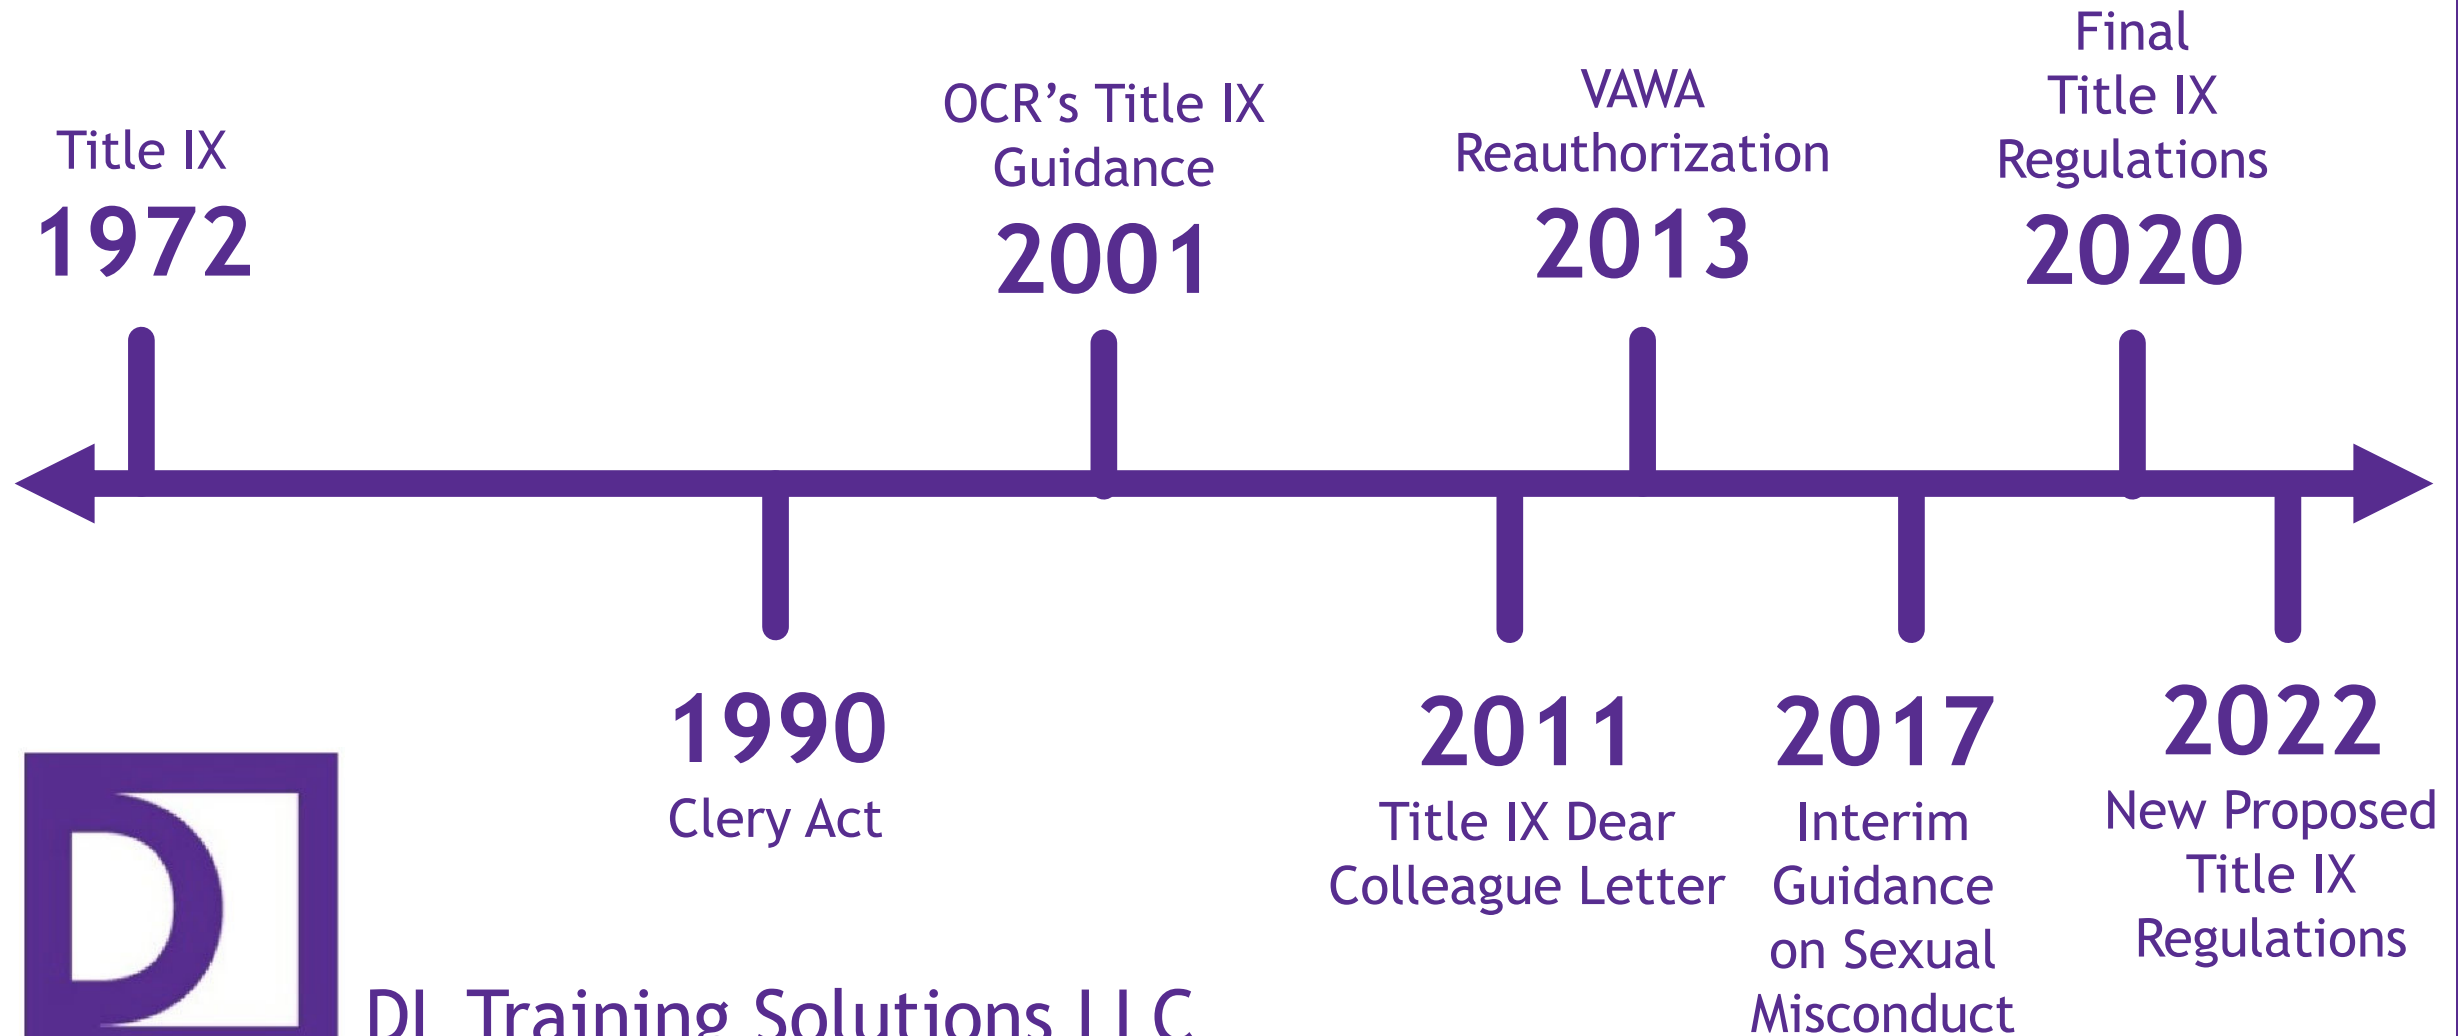 Title IX
1972
OCR's Title IX
Guidance
2001
VAWA
Reauthorization
2013
Final
Title IX
Regulations
2020
1990
Clery Act
2011
Title IX Dear
Colleague Letter
2017
Interim
Guidance
on Sexual
Misconduct
2022
New Proposed
Title IX
Regulations
D
Training Solutions LLC